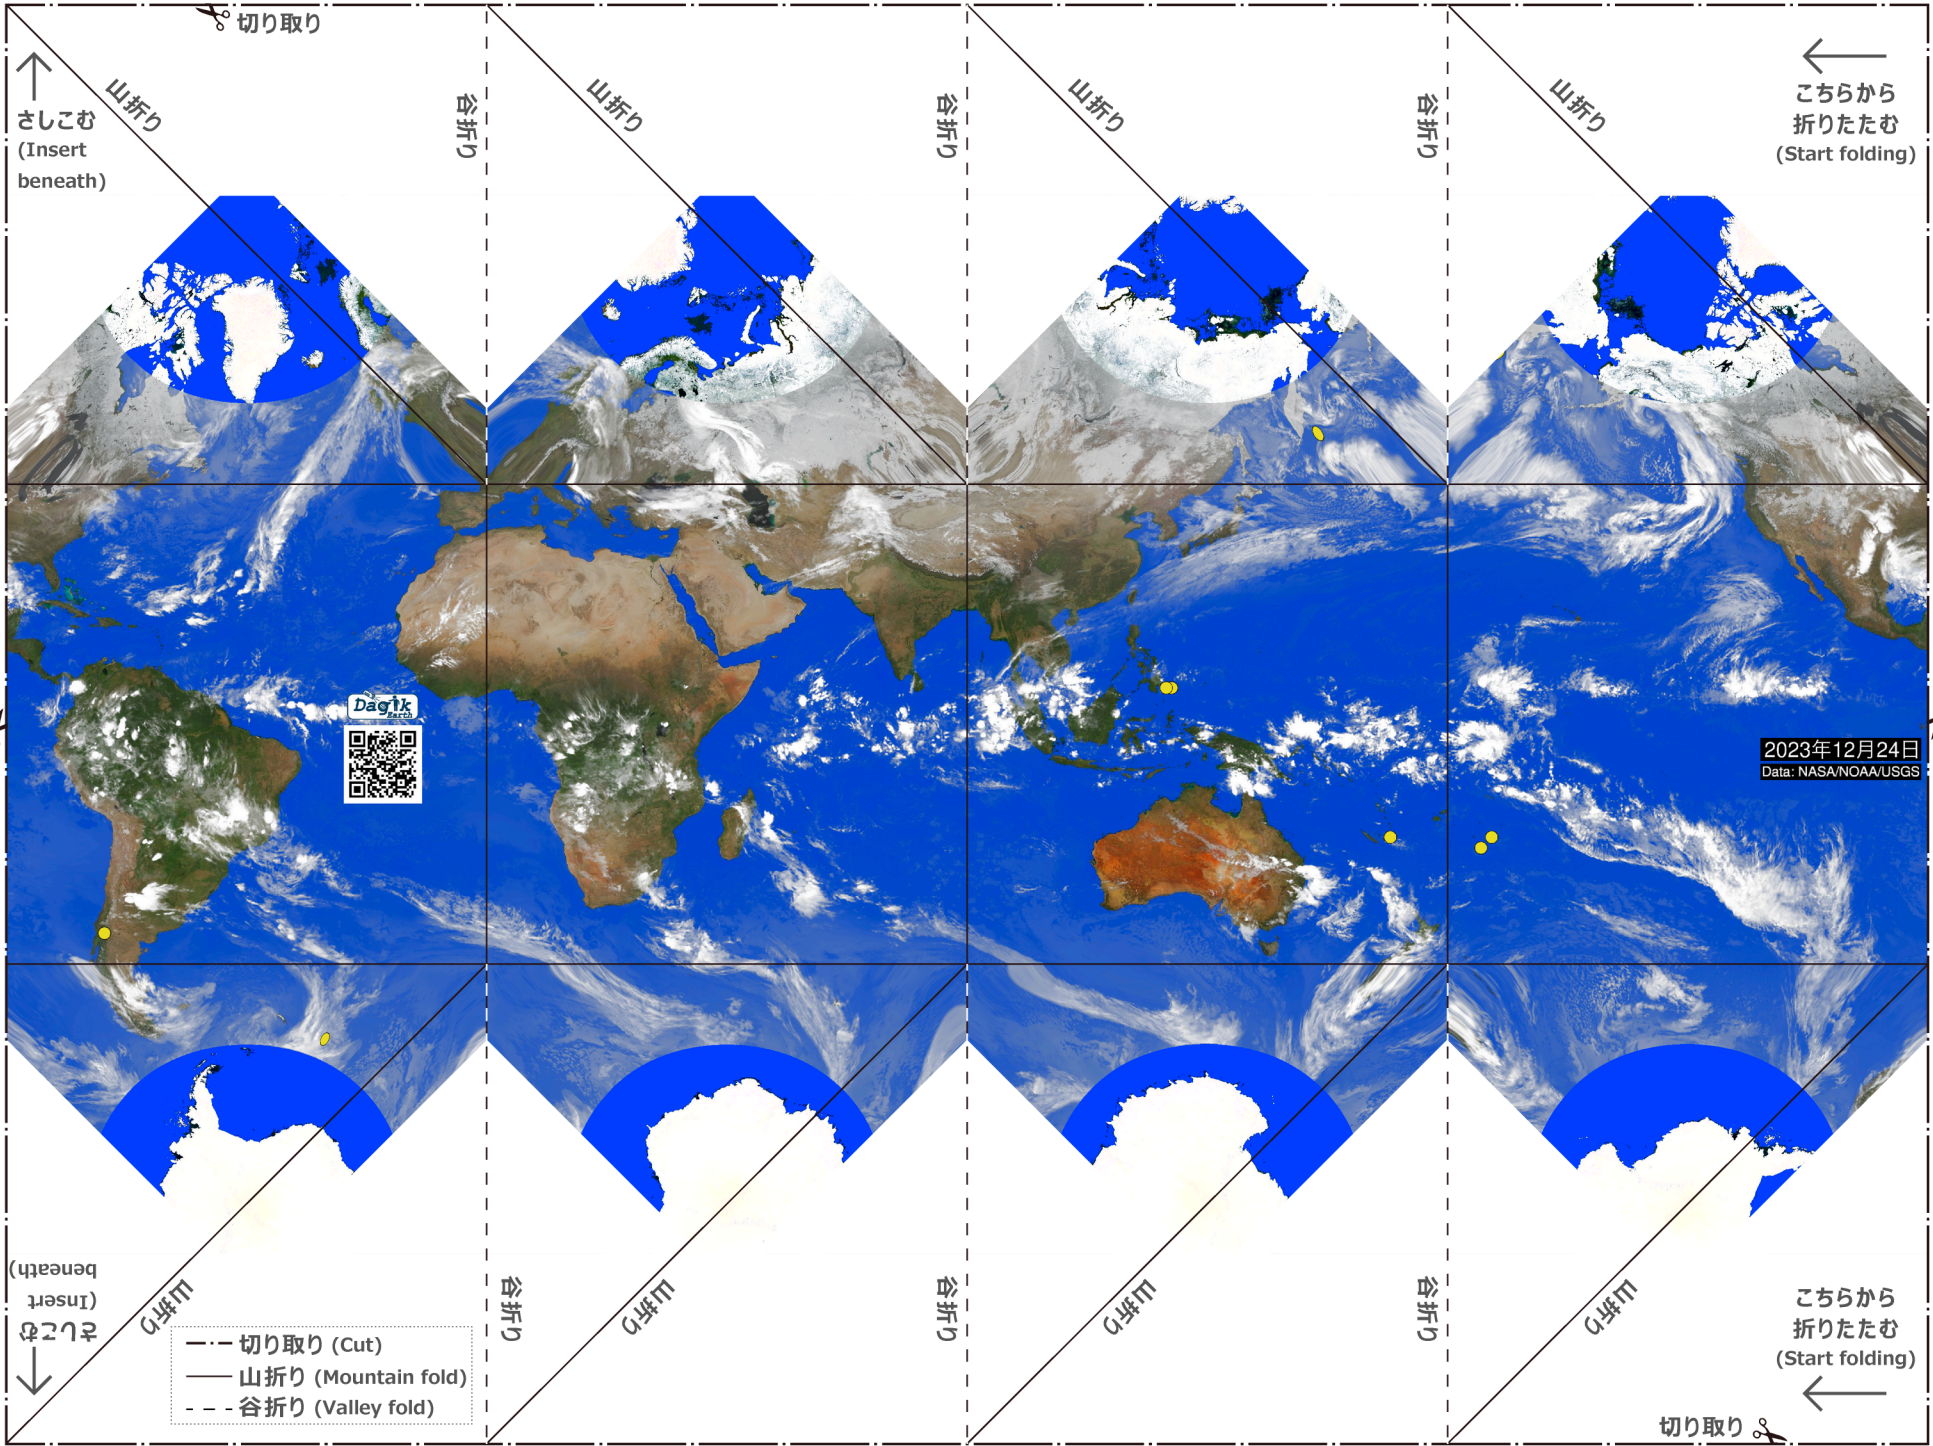 切り取り
山折り
谷折り
山折り
谷折り
山折り
谷折り
山折り
さしこむ
(Insert
beneath)
こちらから
折りたたむ
(Start folding)
Dagik
Earth
2023年12月24日
Data: NASA/NOAA/USGS
さしこむ
(Insert
beneath)
山折り
谷折り
山折り
谷折り
山折り
谷折り
山折り
こちらから
折りたたむ
(Start folding)
切り取り (Cut)
山折り (Mountain fold)
谷折り (Valley fold)
切り取り